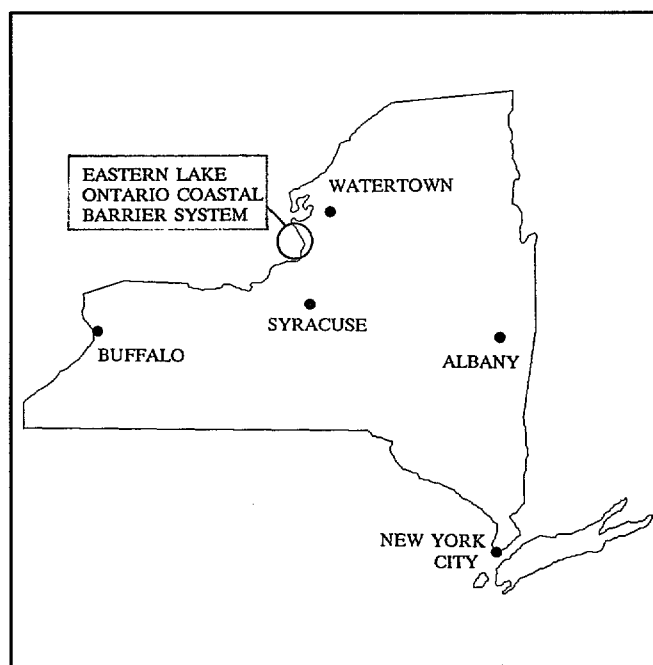 EASTERN LAKE
ONTARIO COASTAL
BARRIER SYSTEM
WATERTOWN
SYRACUSE
BUFFALO
ALBANY
NEW YORK
CITY